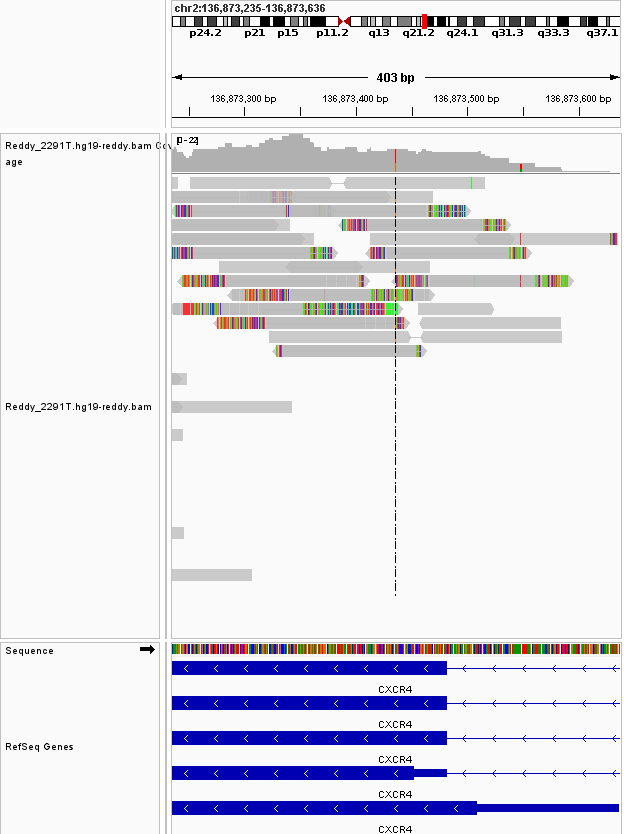 chr2:136,873,235-136,873,636
p24.2 p21 p15 p11.2 q13 q21.2 q24.1 q31.3 q33.3 q37.1
403 bp
136,873,300 bp 136,873,400 bp 136,873,500 bp 136,873,600 bp
Reddy_2291T.hg19-reddy.bam Cov
age
[0-22]
Reddy_2291T.hg19-reddy.bam
Sequence
CXCR4
CXCR4
RefSeq Genes
CXCR4
CXCR4
CXCR4